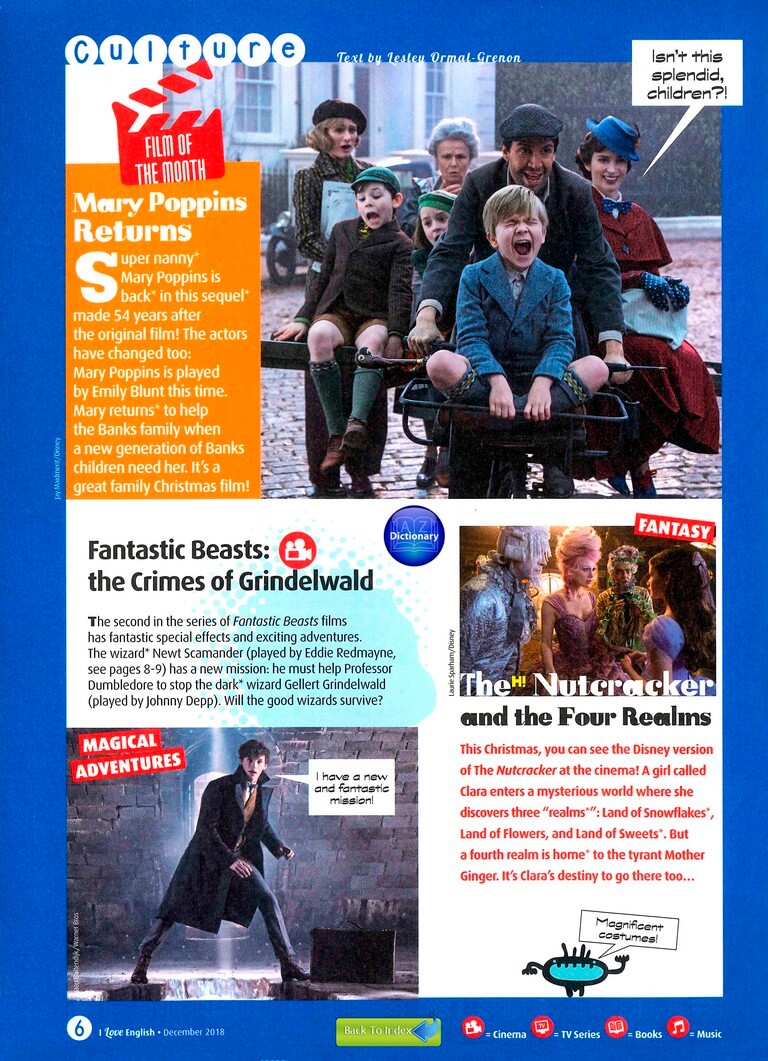 Culture
Text by Lesley Ormal-Grenon
Isn't this
splendid,
children?!
FILM OF
THE MONTH
Mary Poppins
Returns
Super nanny*
Mary Poppins is
back* in this sequel*
made 54 years after
the original film! The actors
have changed too:
Mary Poppins is played
by Emily Blunt this time.
Mary returns* to help
the Banks family when
a new generation of Banks
children need her. It's a
great family Christmas film!
Jay Maidment/Disney
Fantastic Beasts:
the Crimes of Grindelwald
A-Z
Dictionary
The second in the series of Fantastic Beasts films
has fantastic special effects and exciting adventures.
The wizard* Newt Scamander (played by Eddie Redmayne,
see pages 8-9) has a new mission: he must help Professor
Dumbledore to stop the dark* wizard Gellert Grindelwald
(played by Johnny Depp). Will the good wizards survive?
MAGICAL
ADVENTURES
I have a new
and fantastic
mission!
/Warner Bros
FANTASY
Laurie Sparham/Disney
The H! Nutcracker
and the Four Realms
This Christmas, you can see the Disney version
of The Nutcracker at the cinema! A girl called
Clara enters a mysterious world where she
discovers three "realms*": Land of Snowflakes*,
Land of Flowers, and Land of Sweets*. But
a fourth realm is home* to the tyrant Mother
Ginger. It's Clara's destiny to go there too...
Magnificent
costumes!
6 I Love English • December 2018
Back To Index
= Cinema = TV Series = Books = Music